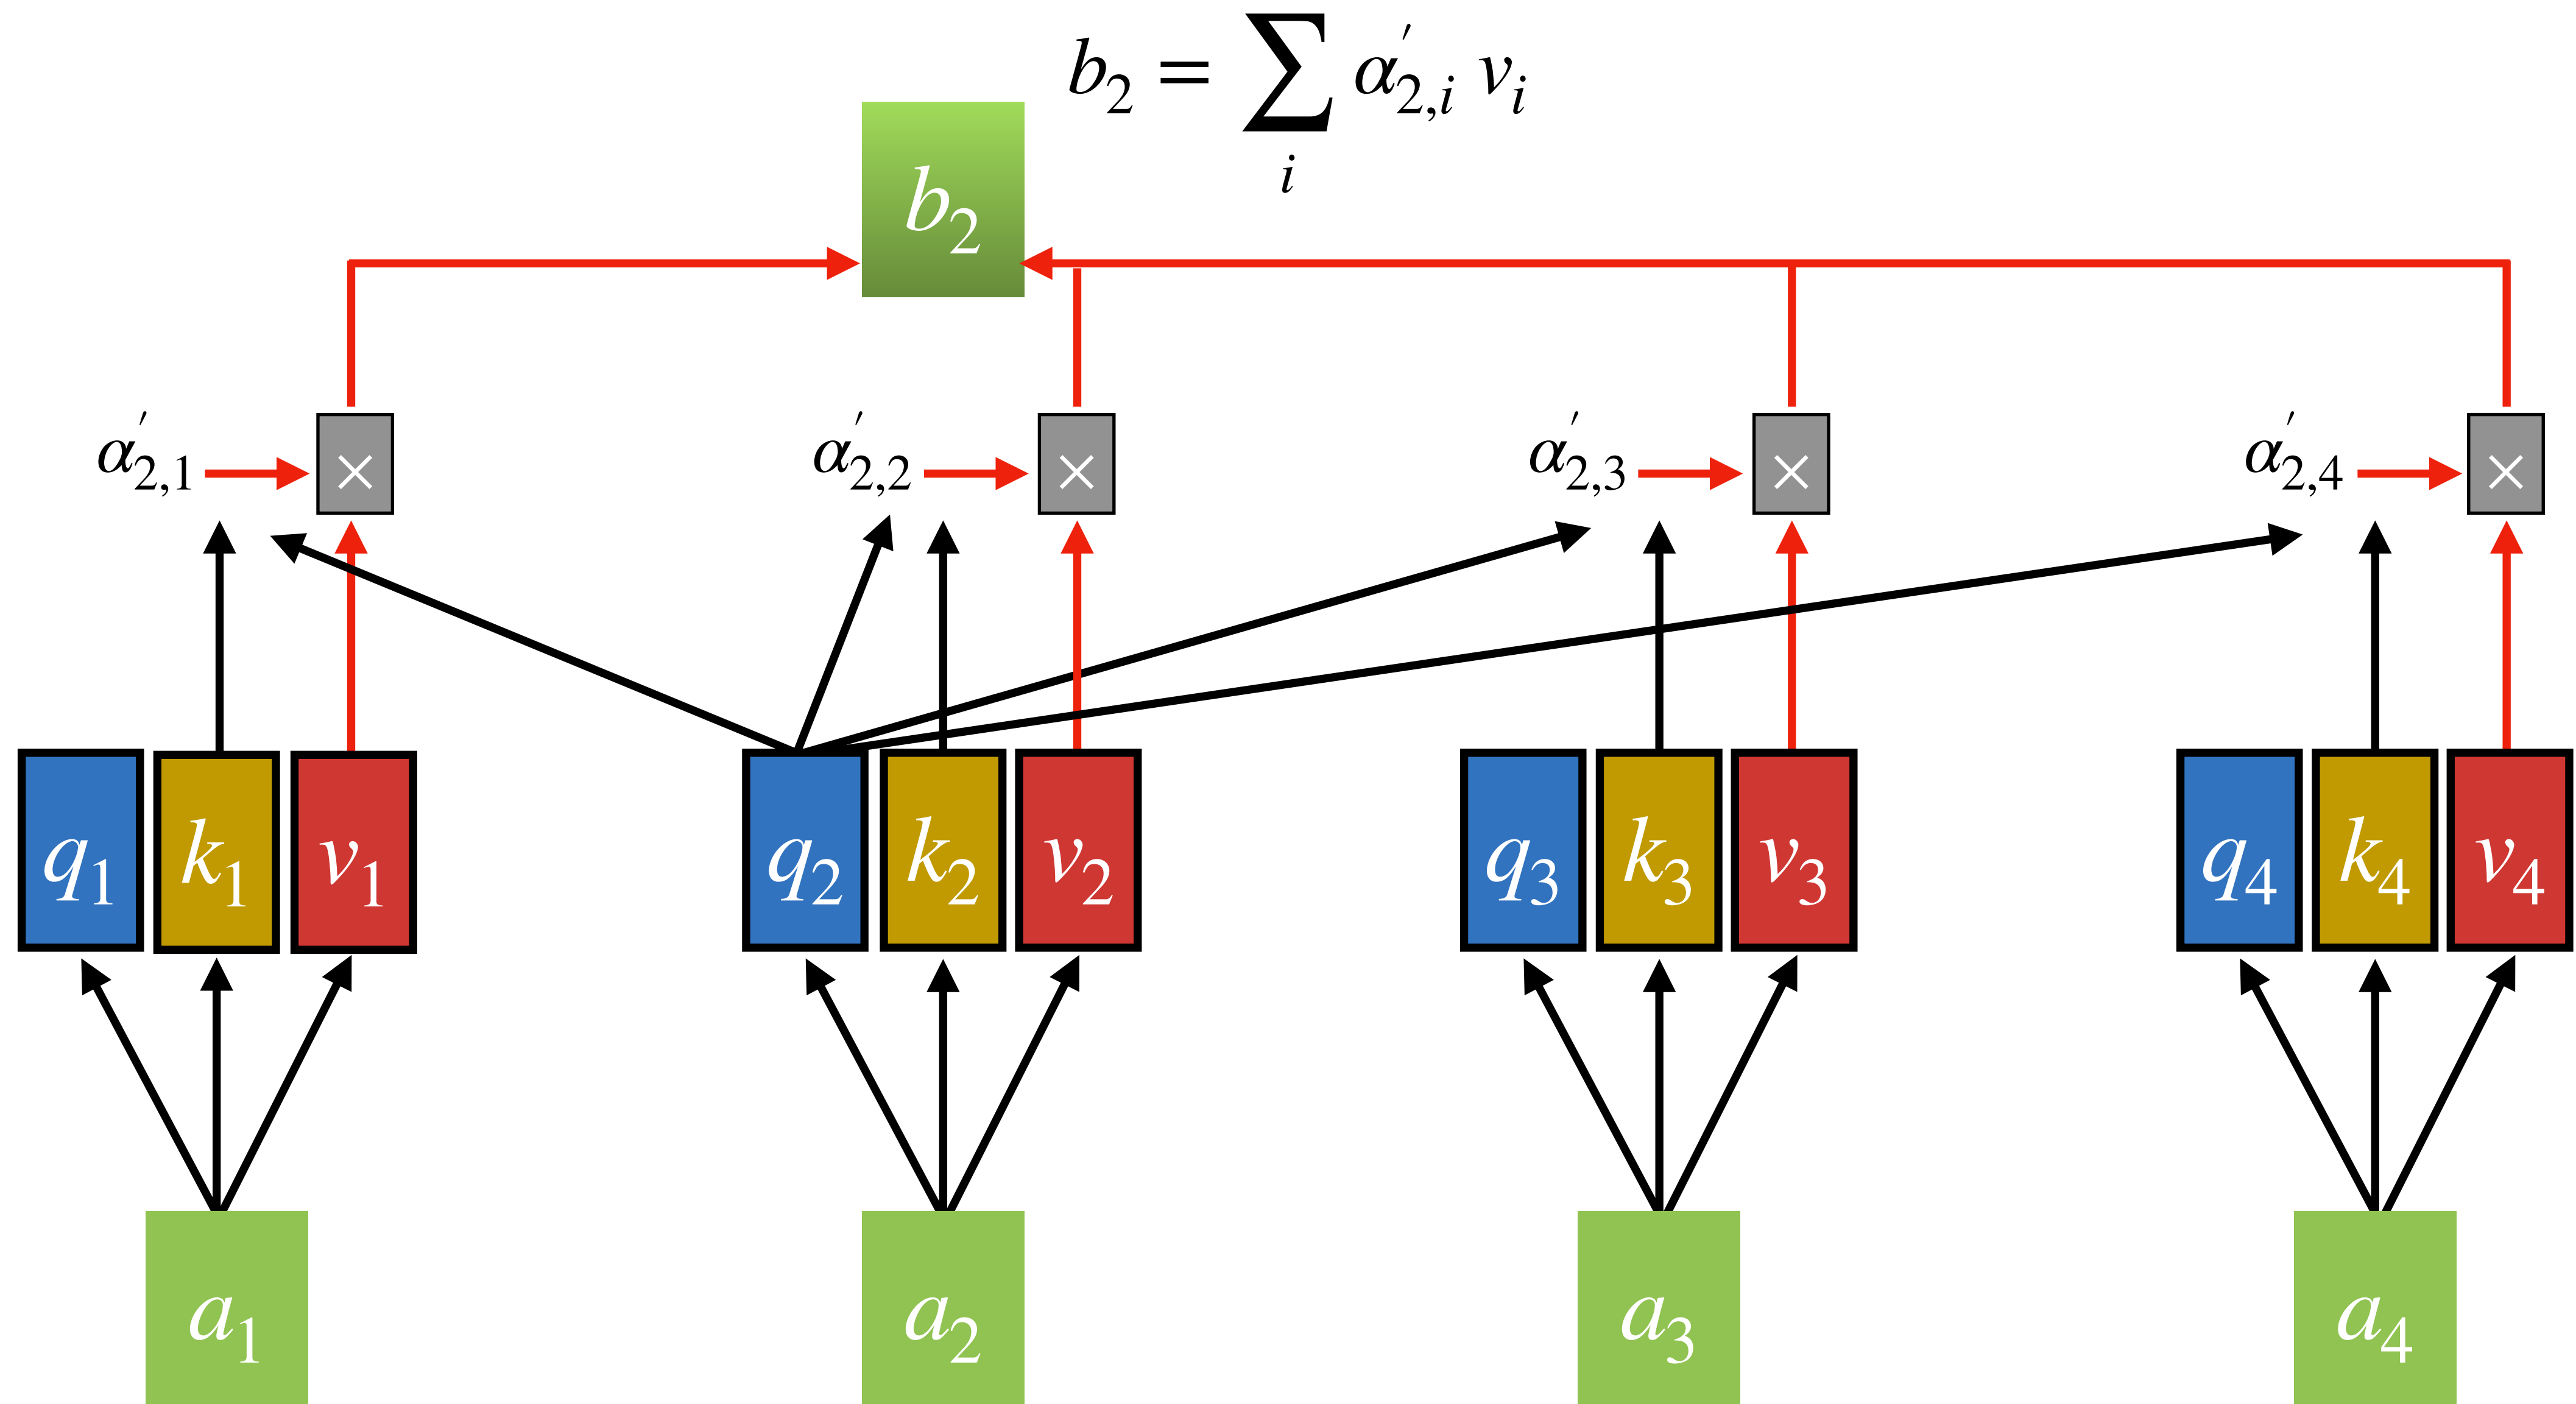 b₂ = ∑ᵢ α′₂,ᵢ vᵢ
b₂
α′₂,₁ × α′₂,₂ × α′₂,₃ × α′₂,₄ ×
q₁ k₁ v₁ q₂ k₂ v₂ q₃ k₃ v₃ q₄ k₄ v₄
a₁ a₂ a₃ a₄